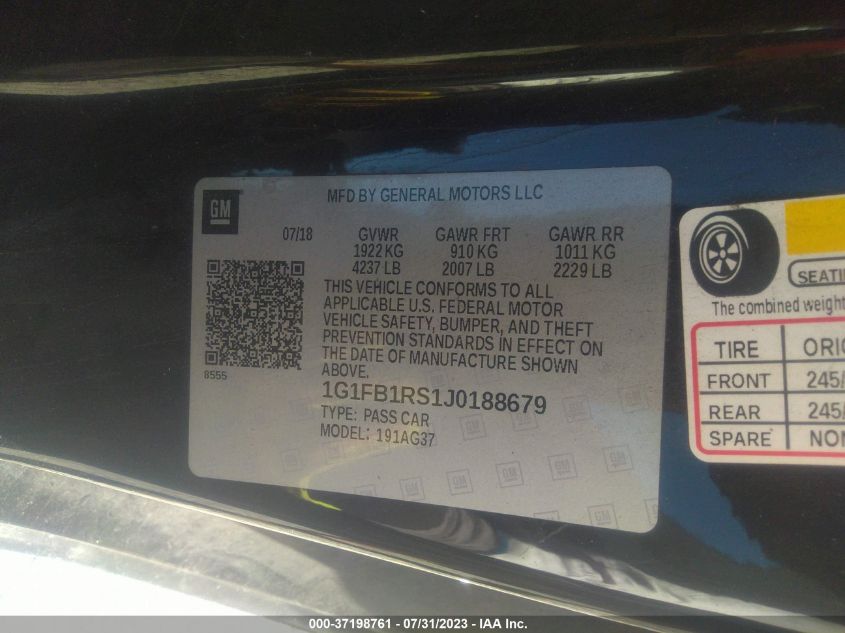 GM
MFD BY GENERAL MOTORS LLC
07/18 GVWR GAWR FRT GAWR RR
1922 KG 910 KG 1011 KG
4237 LB 2007 LB 2229 LB
THIS VEHICLE CONFORMS TO ALL
APPLICABLE U.S. FEDERAL MOTOR
VEHICLE SAFETY, BUMPER, AND THEFT
PREVENTION STANDARDS IN EFFECT ON
THE DATE OF MANUFACTURE SHOWN
ABOVE.
8555
1G1FB1RS1J0188679
TYPE: PASS CAR
MODEL: 191AG37
SEATI
The combined weight
TIRE ORIG
FRONT 245/
REAR 245/
SPARE NON
000-37198761 - 07/31/2023 - IAA Inc.